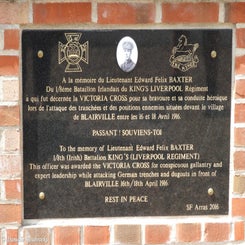 A la mémoire du Lieutenant Edward Felix BAXTER
Du 1/8ème Bataillon Irlandais du KING'S LIVERPOOL Regiment
à qui fut décernée la VICTORIA CROSS pour sa bravoure et sa conduite héroïque
lors de l'attaque des tranchées et des positions ennemies situées devant le village
de BLAIRVILLE entre les 16 et 18 Avril 1916.
PASSANT ! SOUVIENS-TOI
To the memory of Lieutenant Edward Felix BAXTER
1/8th (Irish) Battalion KING'S (LIVERPOOL REGIMENT)
This officer was awarded the VICTORIA CROSS for conspicuous gallantry and
expert leadership while attacking German trenches and dugouts in front of
BLAIRVILLE 16th/18th April 1916.
REST IN PEACE
SF Arras 2016